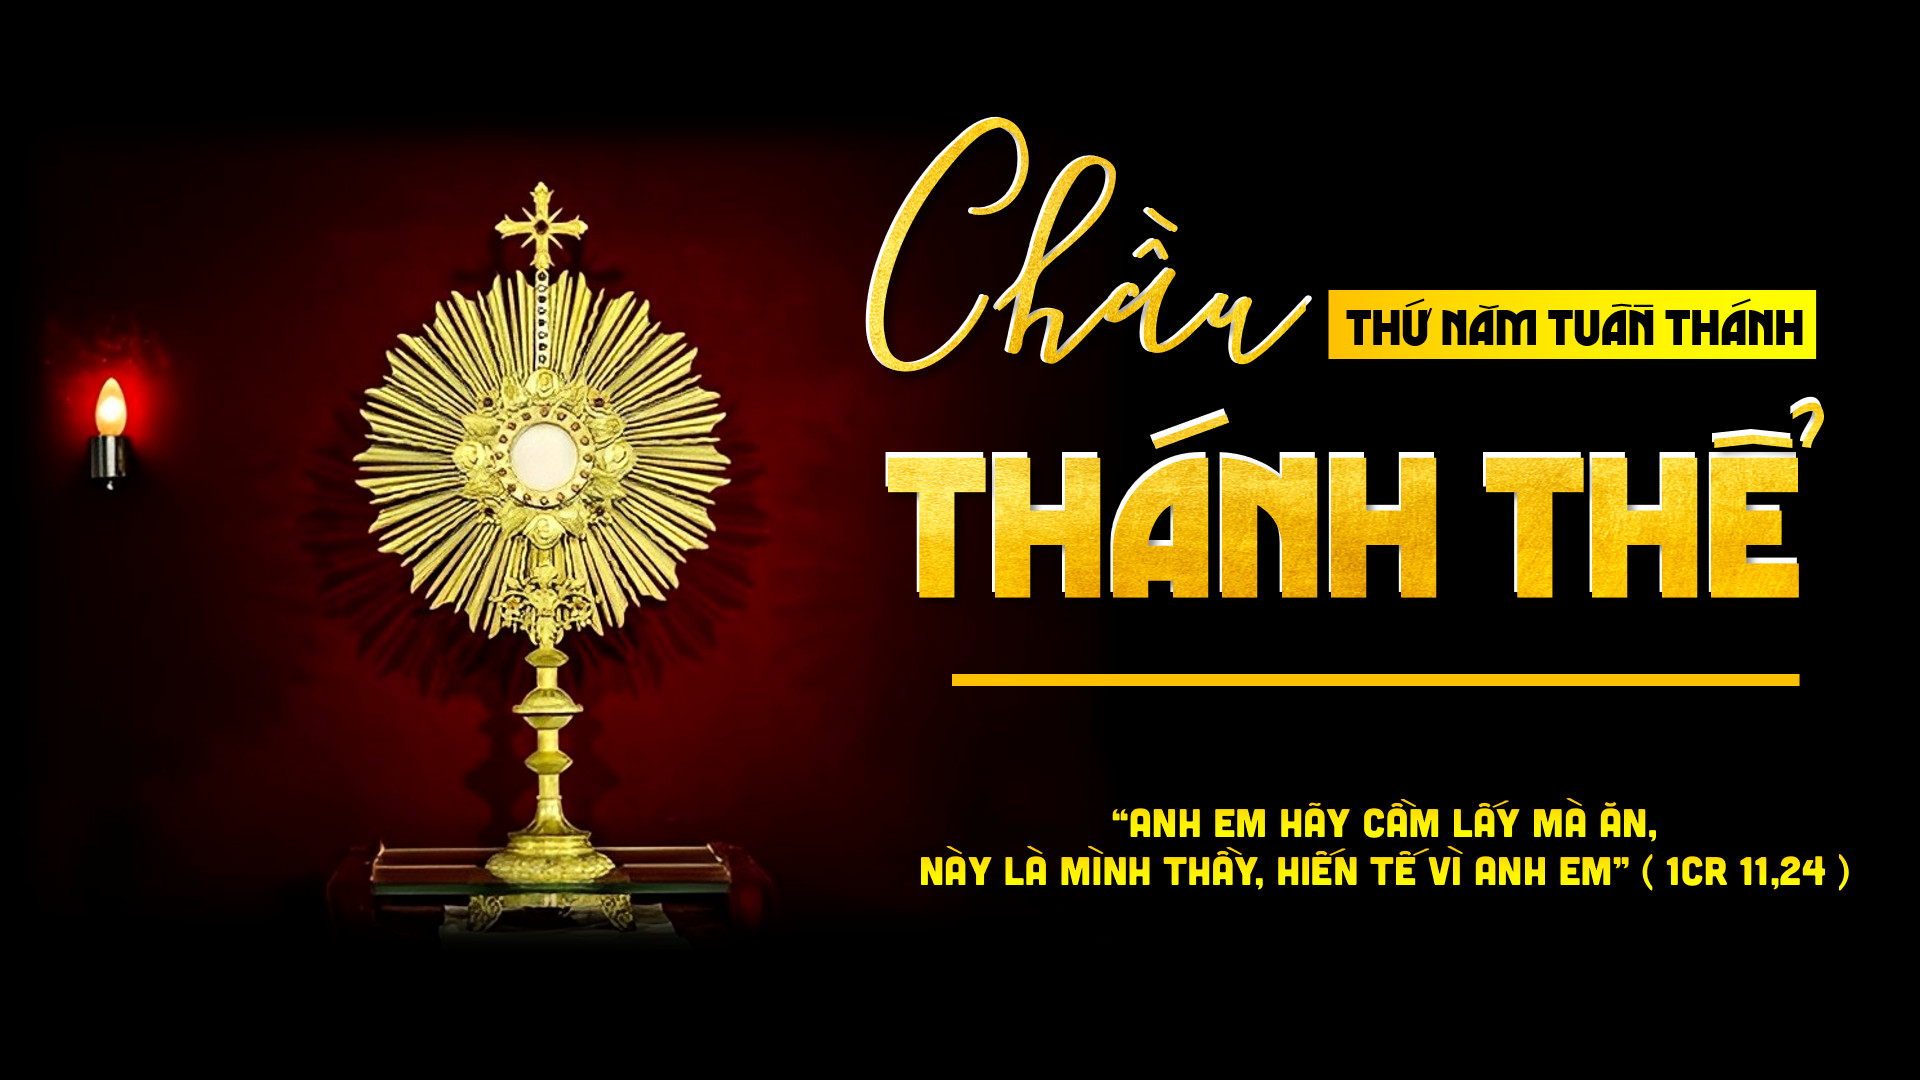 Chầu
THỨ NĂM TUẦN THÁNH
THÁNH THỂ
“ANH EM HÃY CẦM LẤY MÀ ĂN,
NÀY LÀ MÌNH THẦY, HIẾN TẾ VÌ ANH EM” ( 1CR 11,24 )